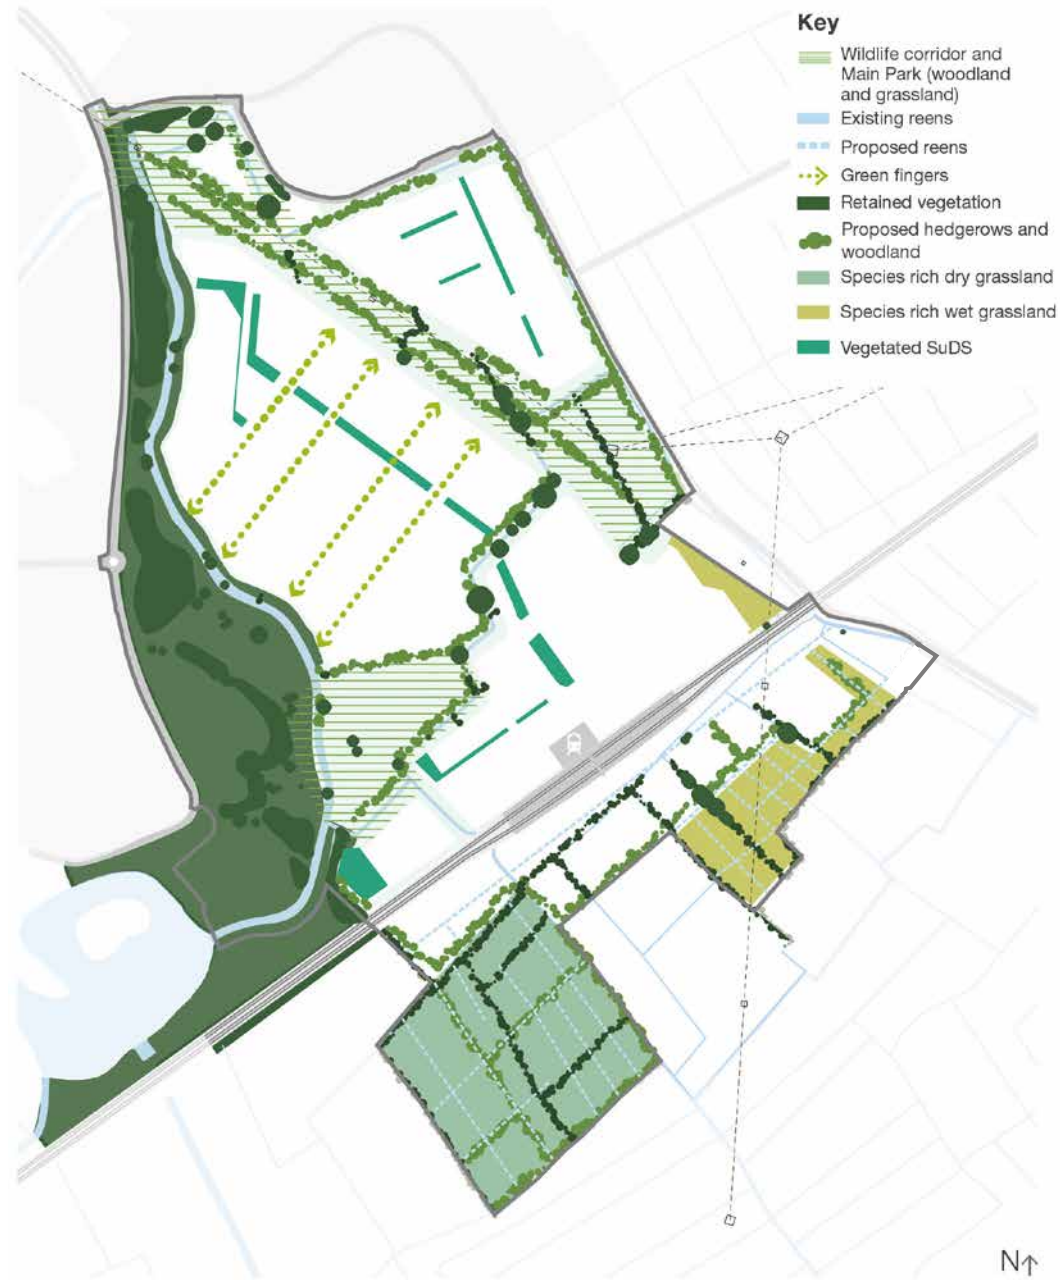 Key
Wildlife corridor and
Main Park (woodland
and grassland)
Existing reens
Proposed reens
Green fingers
Retained vegetation
Proposed hedgerows and
woodland
Species rich dry grassland
Species rich wet grassland
Vegetated SuDS
N↑